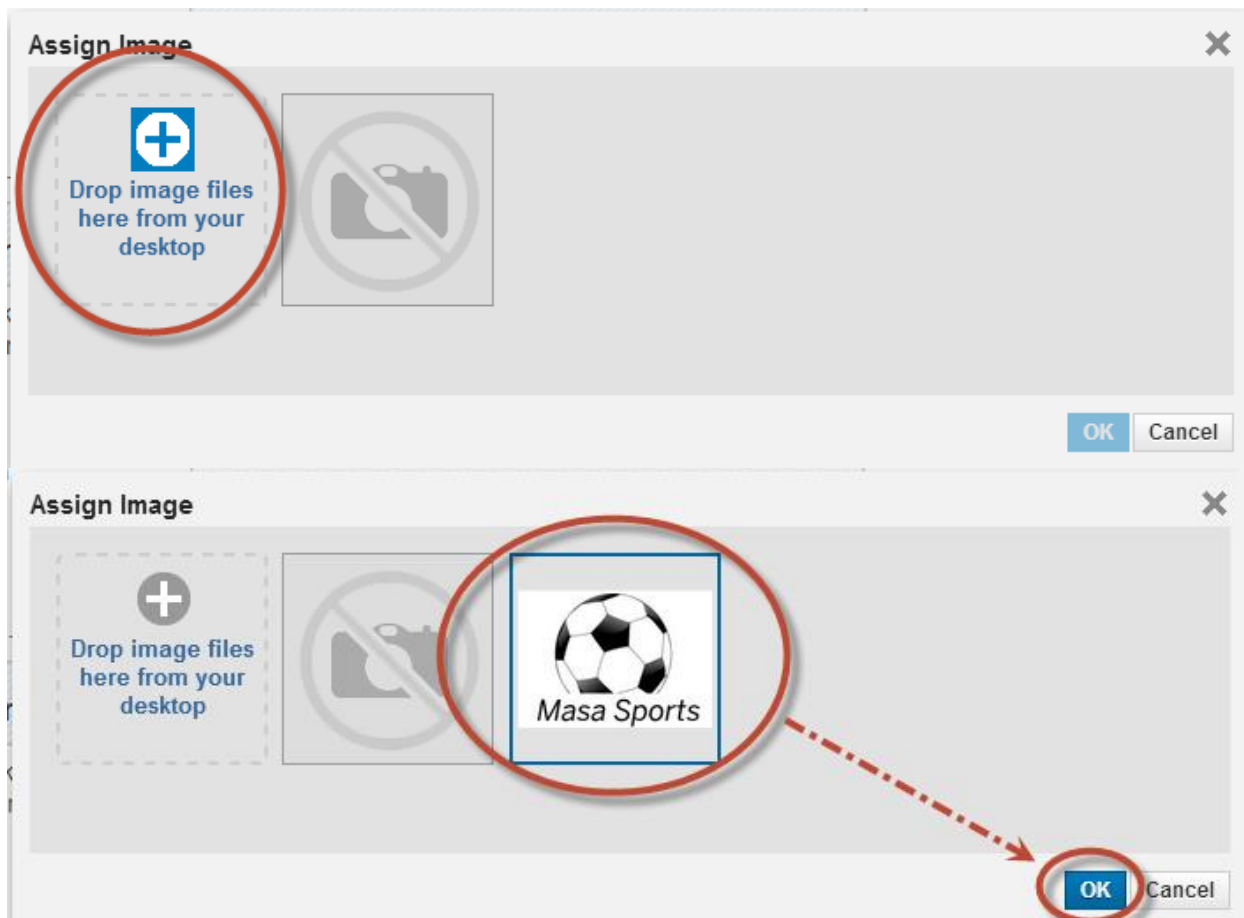 Assign Image
Drop image files
here from your
desktop
OK Cancel
Assign Image
Drop image files
here from your
desktop
Masa Sports
OK Cancel